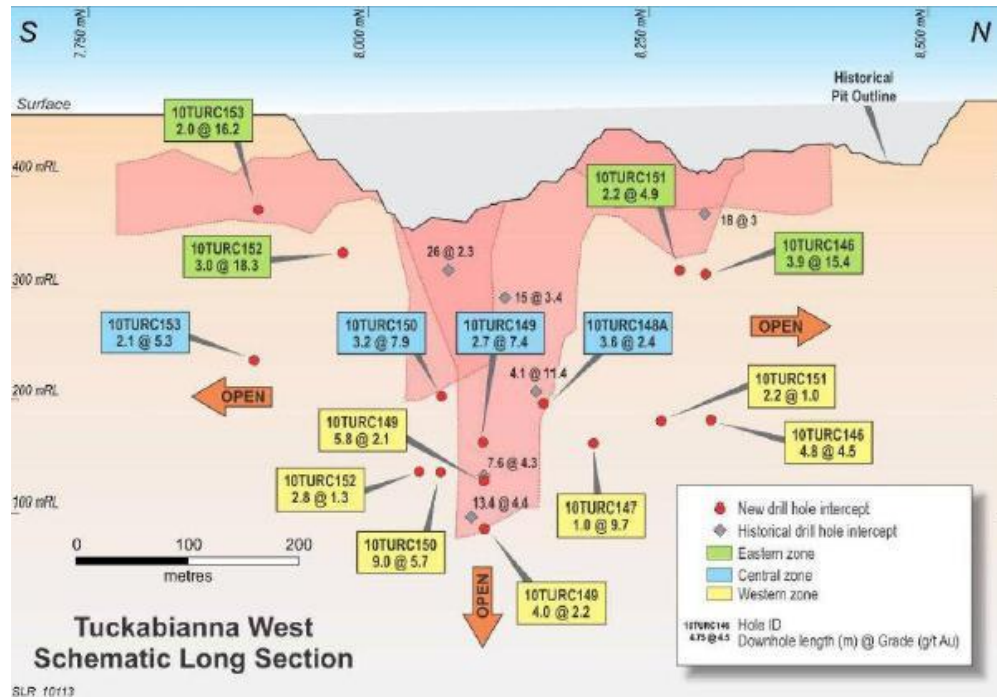 S
7,750 mN
8,000 mN
8,250 mN
8,500 mN
N
Surface
Historical
Pit Outline
10TURC153
2.0 @ 16.2
400 mRL
10TURC151
2.2 @ 4.9
18 @ 3
10TURC152
3.0 @ 18.3
26 @ 2.3
10TURC146
3.9 @ 15.4
300 mRL
15 @ 3.4
10TURC153
2.1 @ 5.3
10TURC150
3.2 @ 7.9
10TURC149
2.7 @ 7.4
10TURC148A
3.6 @ 2.4
OPEN
4.1 @ 11.4
10TURC151
2.2 @ 1.0
200 mRL
OPEN
10TURC149
5.8 @ 2.1
10TURC146
4.8 @ 4.5
7.6 @ 4.3
10TURC152
2.8 @ 1.3
10TURC147
1.0 @ 9.7
100 mRL
13.4 @ 4.4
10TURC150
9.0 @ 5.7
10TURC149
4.0 @ 2.2
OPEN
0 100 200
metres
New drill hole intercept
Historical drill hole intercept
Eastern zone
Central zone
Western zone
10TURC146 Hole ID
4.75 @ 4.5 Downhole length (m) @ Grade (g/t Au)
Tuckabianna West
Schematic Long Section
SLR_10113